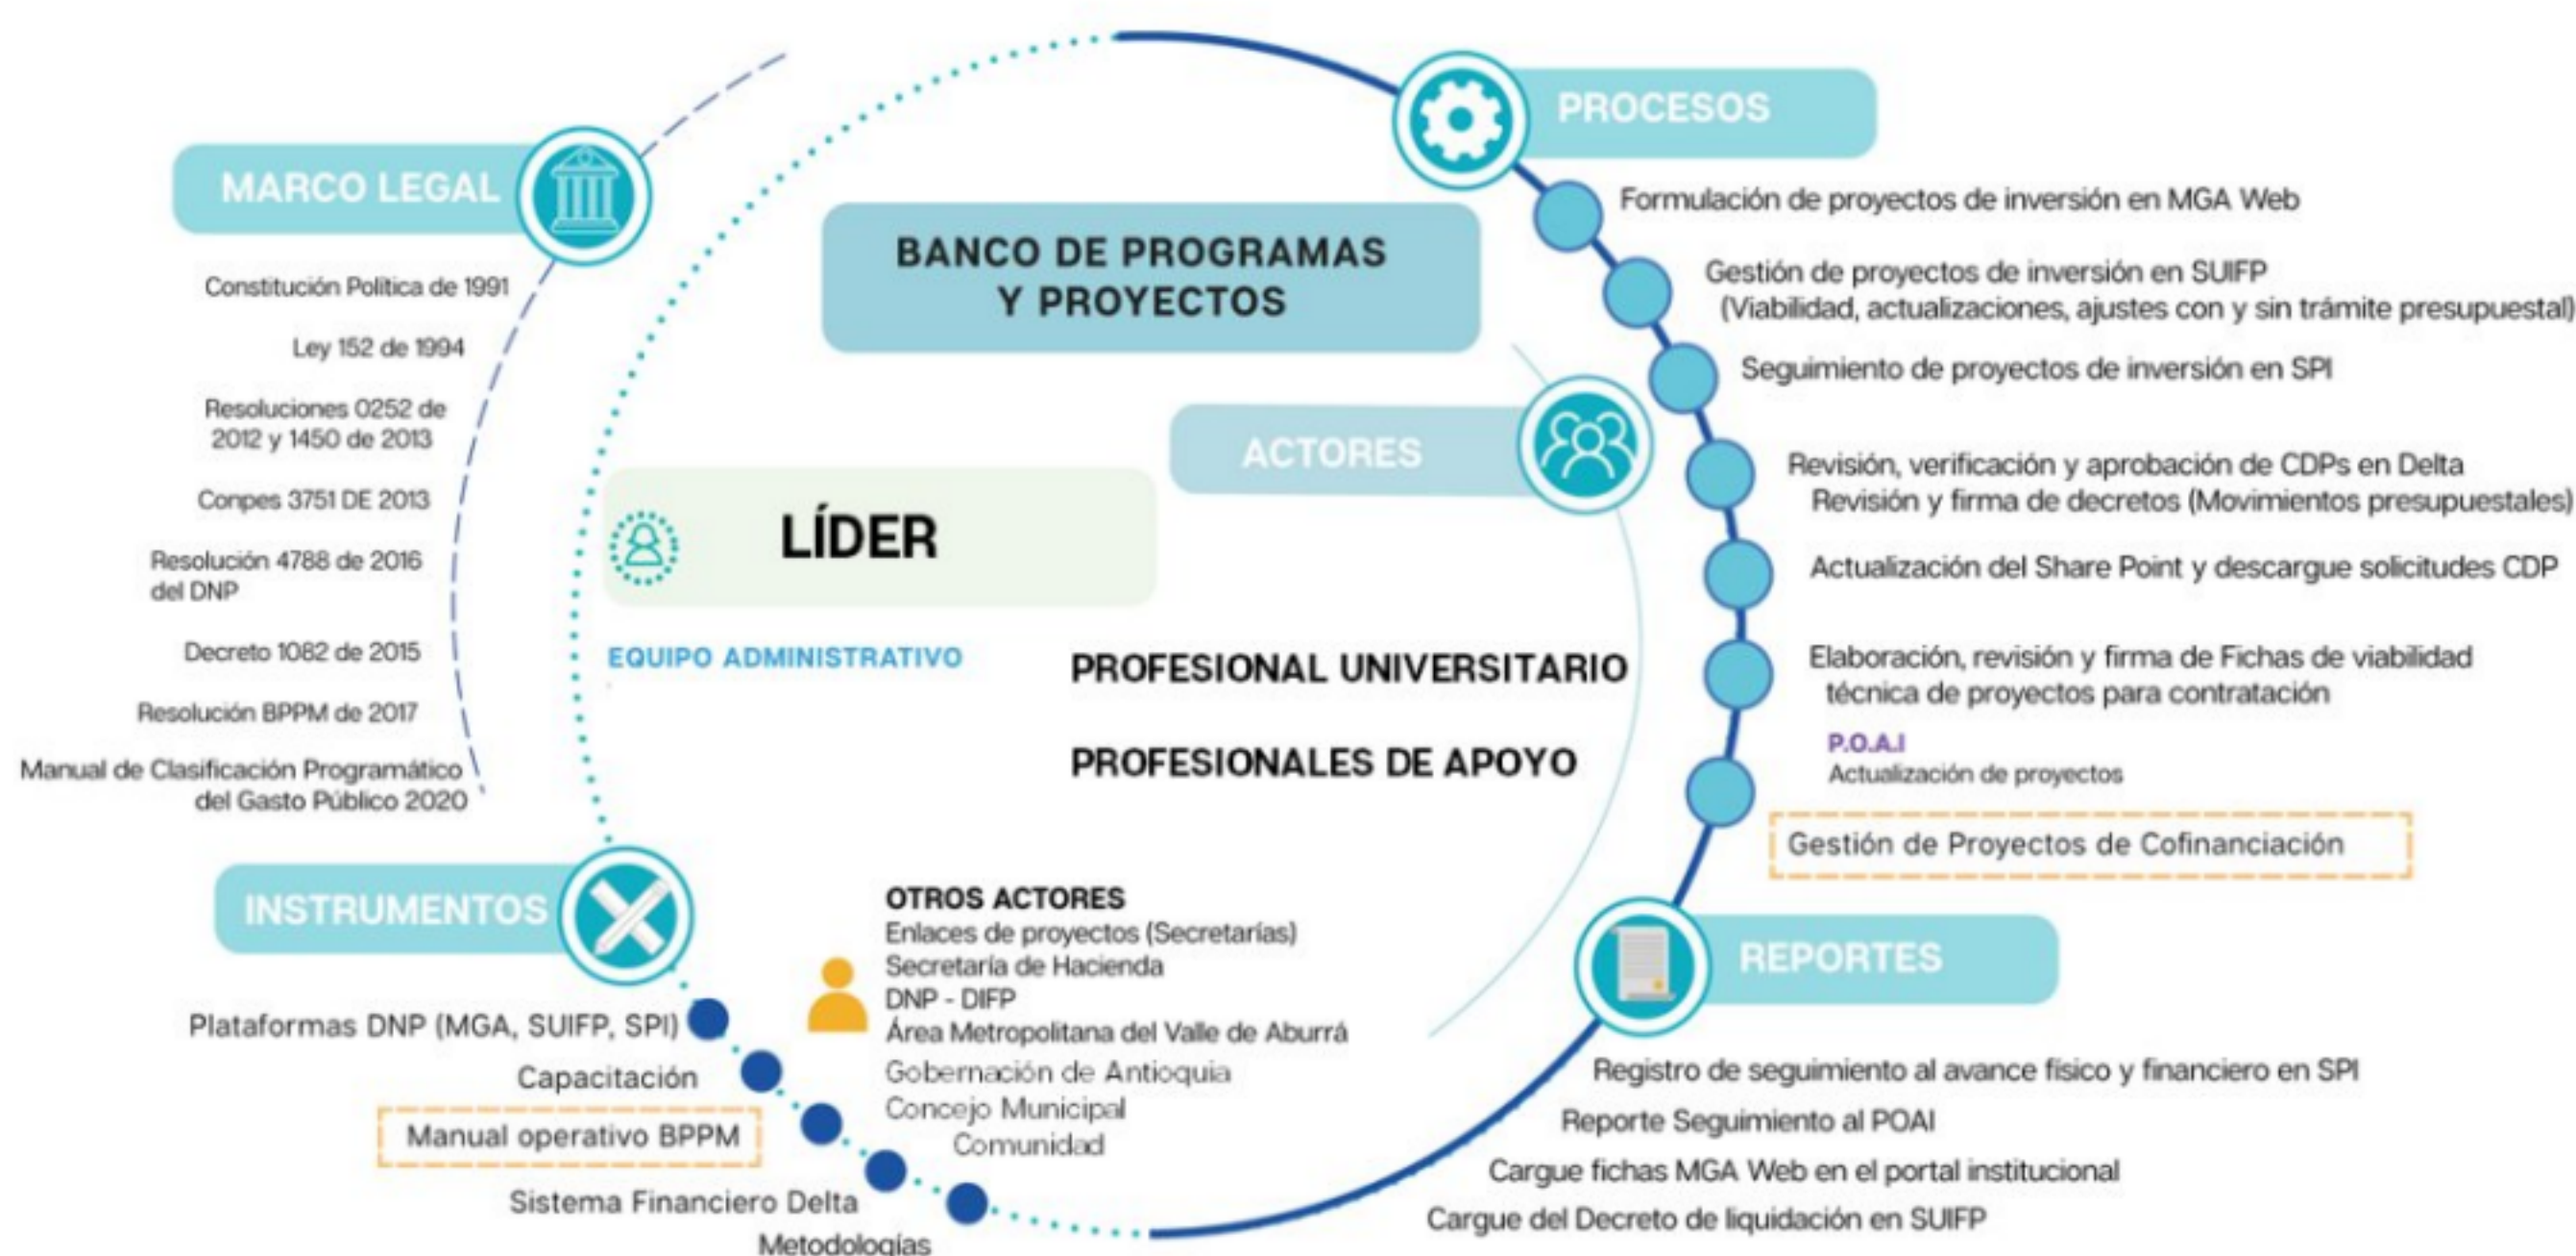 MARCO LEGAL
Constitución Política de 1991
Ley 152 de 1994
Resoluciones 0252 de
2012 y 1450 de 2013
Conpes 3751 DE 2013
Resolución 4788 de 2016
del DNP
Decreto 1082 de 2015
Resolución BPPM de 2017
Manual de Clasificación Programático
del Gasto Público 2020
INSTRUMENTOS
Plataformas DNP (MGA, SUIFP, SPI)
Capacitación
Manual operativo BPPM
Sistema Financiero Delta
Metodologías
BANCO DE PROGRAMAS
Y PROYECTOS
ACTORES
LÍDER
EQUIPO ADMINISTRATIVO
PROFESIONAL UNIVERSITARIO
PROFESIONALES DE APOYO
OTROS ACTORES
Enlaces de proyectos (Secretarías)
Secretaría de Hacienda
DNP - DIFP
Área Metropolitana del Valle de Aburrá
Gobernación de Antioquia
Concejo Municipal
Comunidad
PROCESOS
Formulación de proyectos de inversión en MGA Web
Gestión de proyectos de inversión en SUIFP
(Viabilidad, actualizaciones, ajustes con y sin trámite presupuestal)
Seguimiento de proyectos de inversión en SPI
Revisión, verificación y aprobación de CDPs en Delta
Revisión y firma de decretos (Movimientos presupuestales)
Actualización del Share Point y descargue solicitudes CDP
Elaboración, revisión y firma de Fichas de viabilidad
técnica de proyectos para contratación
P.O.A.I
Actualización de proyectos
Gestión de Proyectos de Cofinanciación
REPORTES
Registro de seguimiento al avance físico y financiero en SPI
Reporte Seguimiento al POAI
Cargue fichas MGA Web en el portal institucional
Cargue del Decreto de liquidación en SUIFP